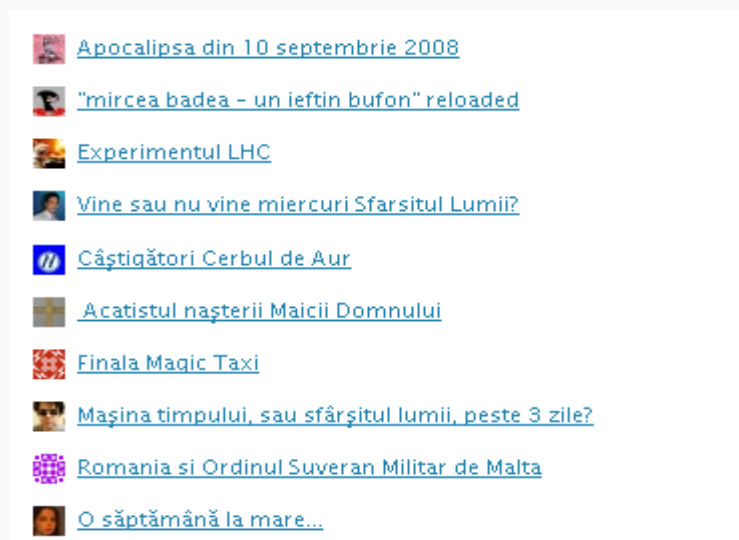 Apocalipsa din 10 septembrie 2008
"mircea badea – un ieftin bufon" reloaded
Experimentul LHC
Vine sau nu vine miercuri Sfarsitul Lumii?
Câştigători Cerbul de Aur
Acatistul naşterii Maicii Domnului
Finala Magic Taxi
Maşina timpului, sau sfârşitul lumii, peste 3 zile?
Romania si Ordinul Suveran Militar de Malta
O săptămână la mare...